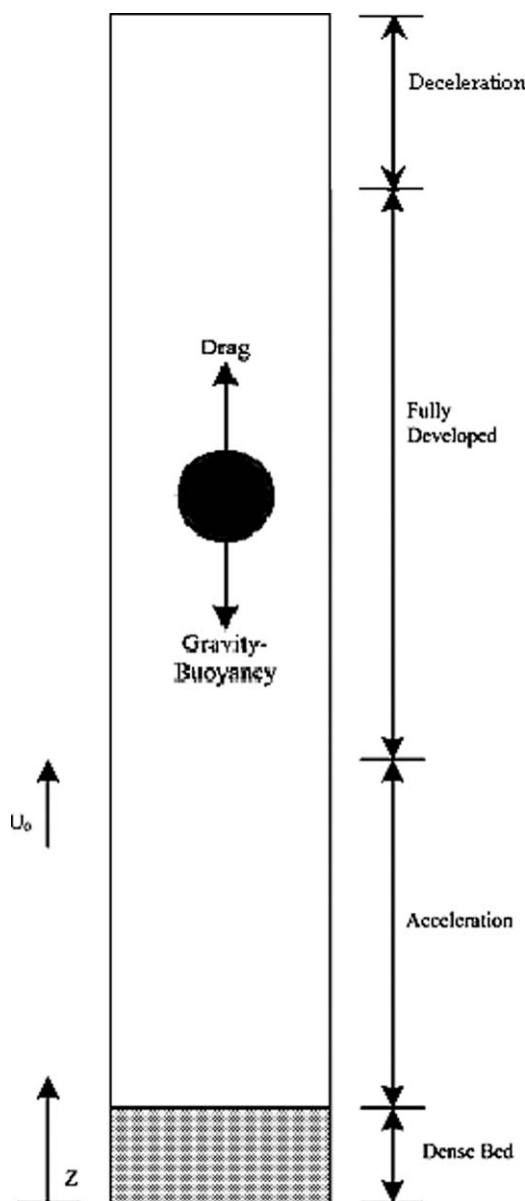 Deceleration
Drag
Fully
Developed
Gravity-
Buoyancy
U₀
Acceleration
Z
Dense Bed